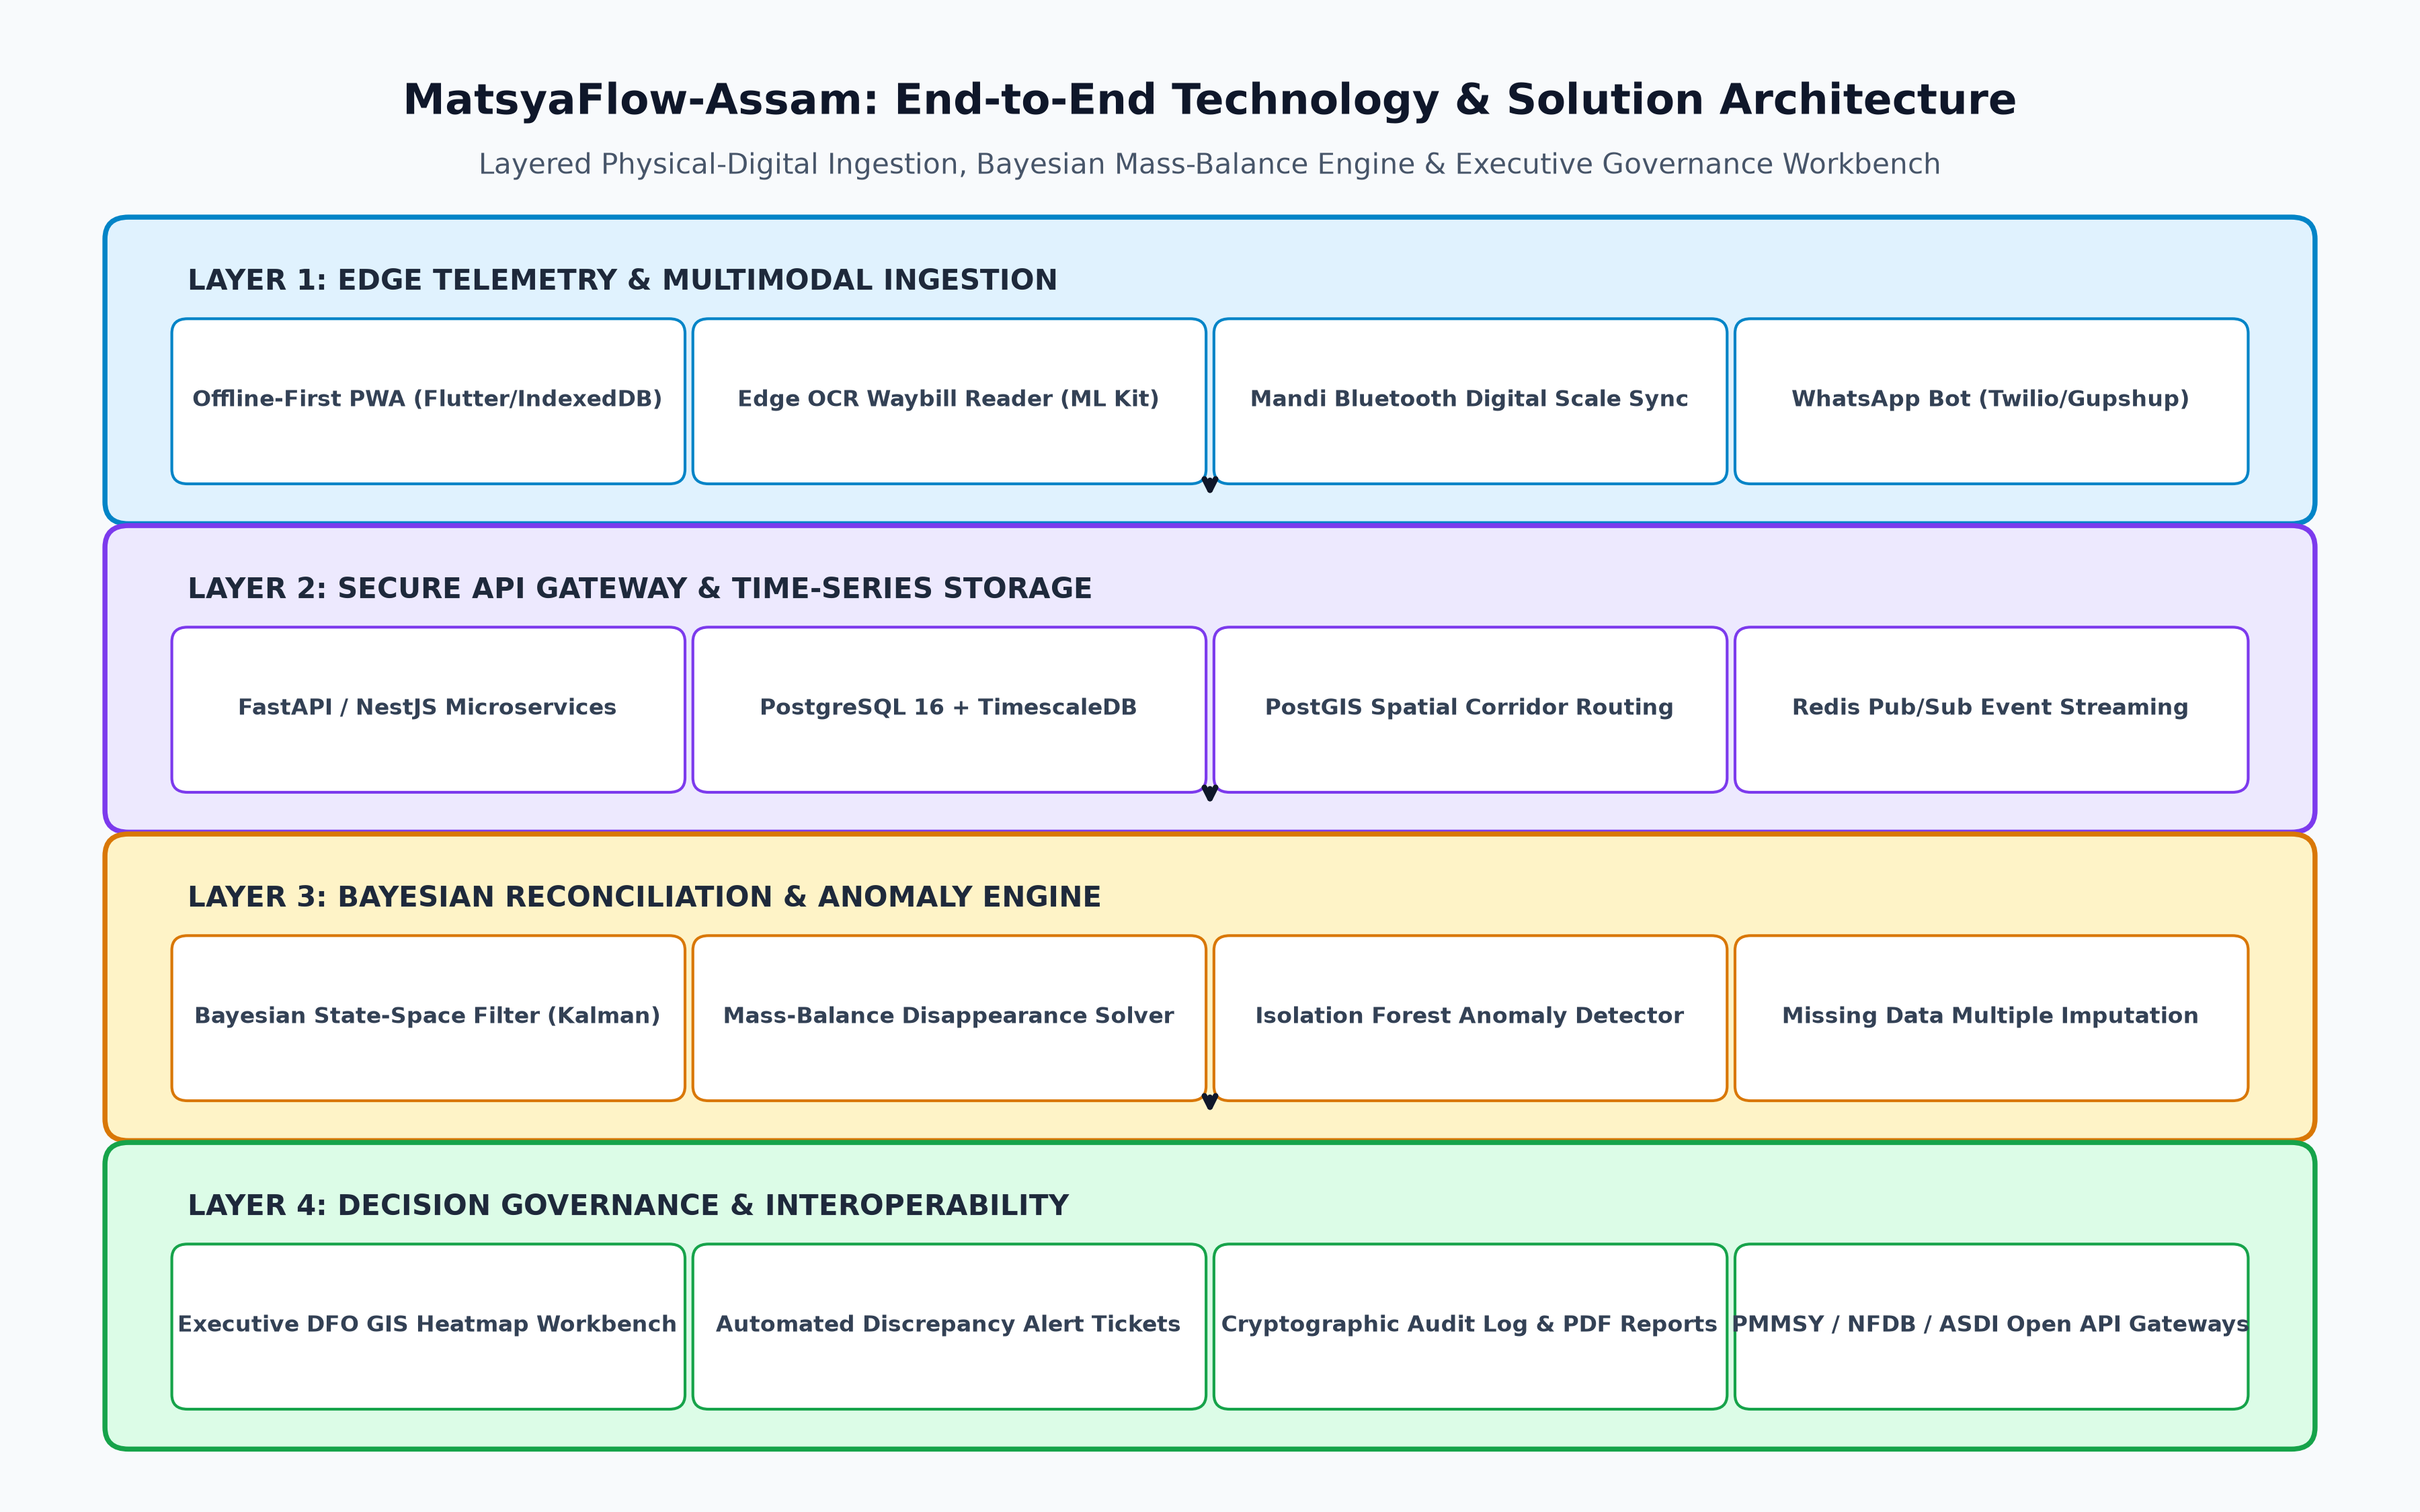 MatsyaFlow-Assam: End-to-End Technology & Solution Architecture
Layered Physical-Digital Ingestion, Bayesian Mass-Balance Engine & Executive Governance Workbench
LAYER 1: EDGE TELEMETRY & MULTIMODAL INGESTION
Offline-First PWA (Flutter/IndexedDB)
Edge OCR Waybill Reader (ML Kit)
Mandi Bluetooth Digital Scale Sync
WhatsApp Bot (Twilio/Gupshup)
LAYER 2: SECURE API GATEWAY & TIME-SERIES STORAGE
FastAPI / NestJS Microservices
PostgreSQL 16 + TimescaleDB
PostGIS Spatial Corridor Routing
Redis Pub/Sub Event Streaming
LAYER 3: BAYESIAN RECONCILIATION & ANOMALY ENGINE
Bayesian State-Space Filter (Kalman)
Mass-Balance Disappearance Solver
Isolation Forest Anomaly Detector
Missing Data Multiple Imputation
LAYER 4: DECISION GOVERNANCE & INTEROPERABILITY
Executive DFO GIS Heatmap Workbench
Automated Discrepancy Alert Tickets
Cryptographic Audit Log & PDF Reports
PMMSY / NFDB / ASDI Open API Gateways